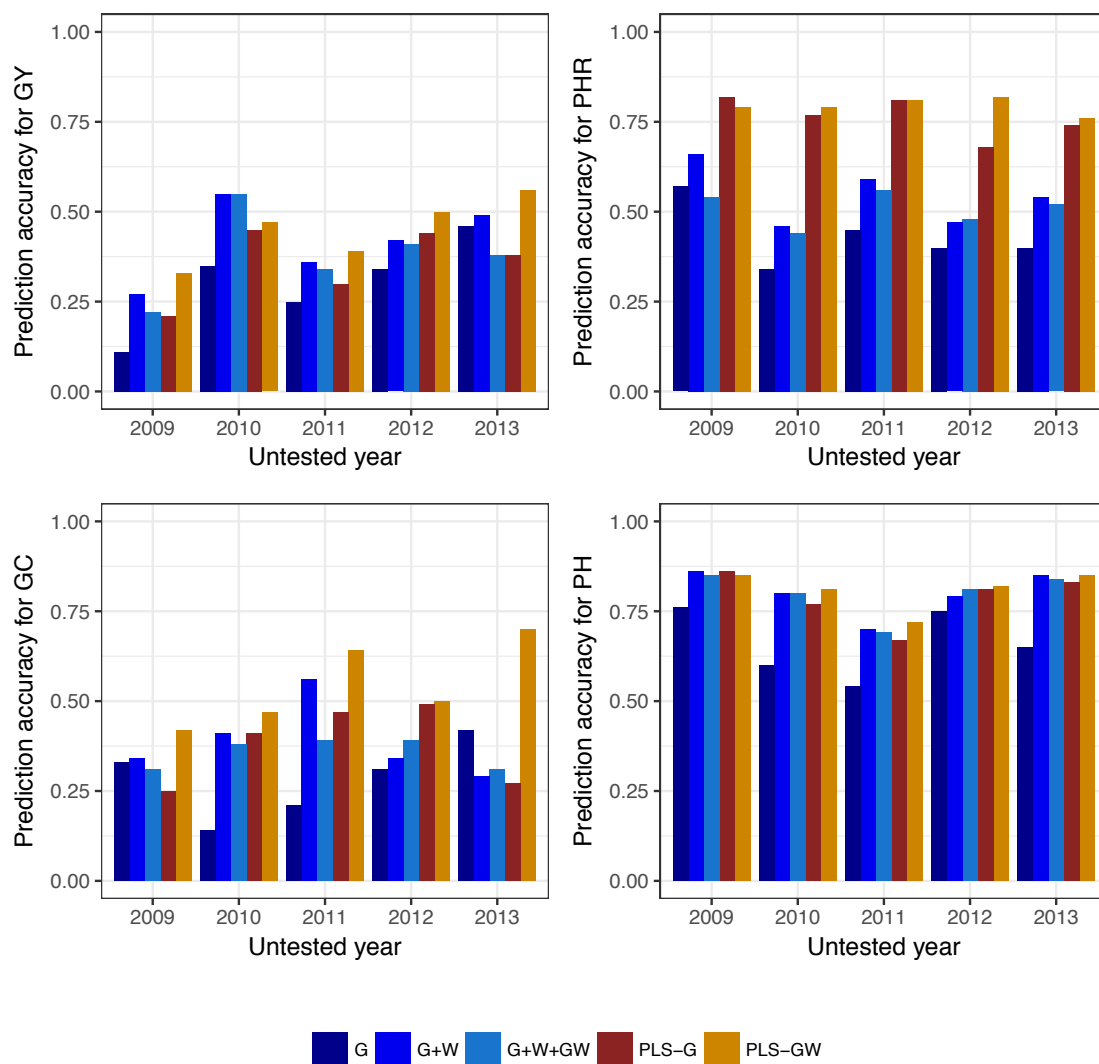 Prediction accuracy for GY
1.00
0.75
0.50
0.25
0.00
2009 2010 2011 2012 2013
Untested year
Prediction accuracy for PHR
1.00
0.75
0.50
0.25
0.00
2009 2010 2011 2012 2013
Untested year
Prediction accuracy for GC
1.00
0.75
0.50
0.25
0.00
2009 2010 2011 2012 2013
Untested year
Prediction accuracy for PH
1.00
0.75
0.50
0.25
0.00
2009 2010 2011 2012 2013
Untested year
G G+W G+W+GW PLS−G PLS−GW